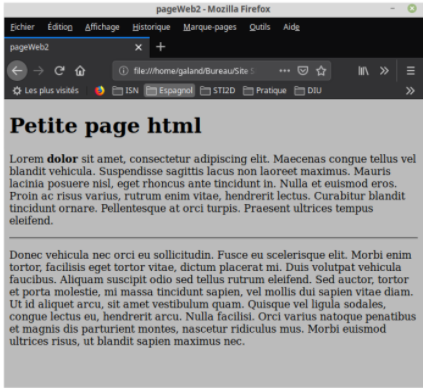 pageWeb2 - Mozilla Firefox
Fichier Édition Affichage Historique Marque-pages Outils Aide
pageWeb2
file:///home/galand/Bureau/Site
Les plus visités ISN Espagnol STI2D Pratique DIU
Petite page html
Lorem dolor sit amet, consectetur adipiscing elit. Maecenas congue tellus vel
blandit vehicula. Suspendisse sagittis lacus non laoreet maximus. Mauris
lacinia posuere nisl, eget rhoncus ante tincidunt in. Nulla et euismod eros.
Proin ac risus varius, rutrum enim vitae, hendrerit lectus. Curabitur blandit
tincidunt ornare. Pellentesque at orci turpis. Praesent ultrices tempus
eleifend.
Donec vehicula nec orci eu sollicitudin. Fusce eu scelerisque elit. Morbi enim
tortor, facilisis eget tortor vitae, dictum placerat mi. Duis volutpat vehicula
faucibus. Aliquam suscipit odio sed tellus rutrum eleifend. Sed auctor, tortor
et porta molestie, mi massa tincidunt sapien, vel mollis dui sapien vitae diam.
Ut id aliquet arcu, sit amet vestibulum quam. Quisque vel ligula sodales,
congue lectus eu, hendrerit arcu. Nulla facilisi. Orci varius natoque penatibus
et magnis dis parturient montes, nascetur ridiculus mus. Morbi euismod
ultrices risus, ut blandit sapien maximus nec.